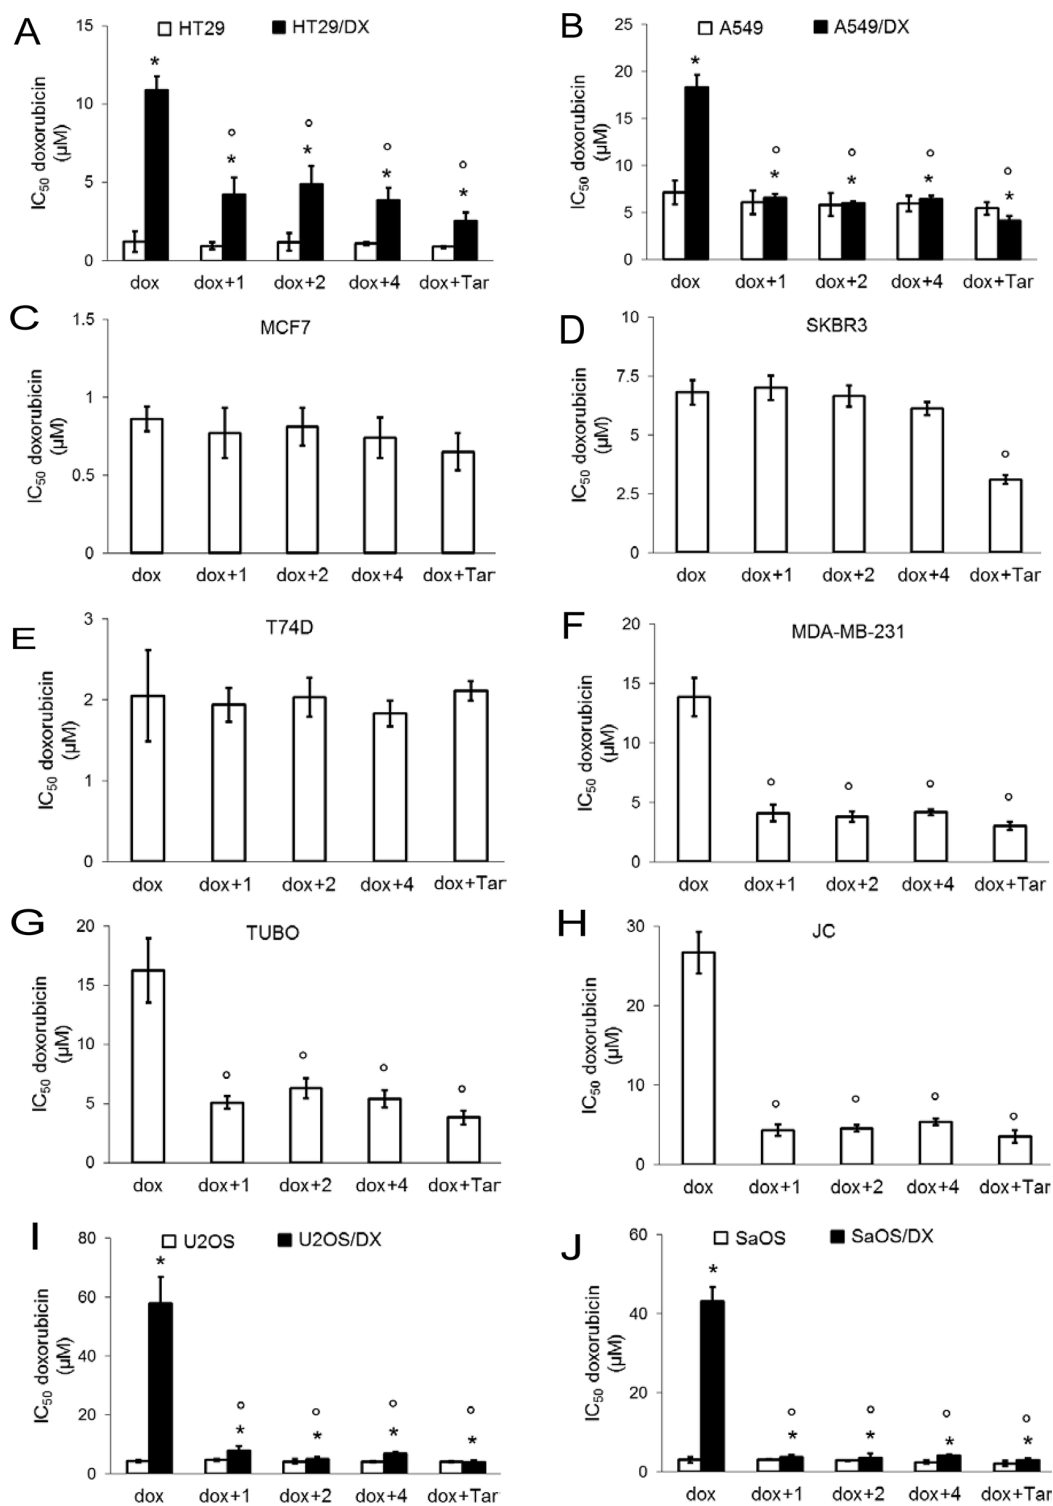 A
HT29
HT29/DX
IC50 doxorubicin
(µM)
15
10
5
0
*
°
*
°
*
°
*
°
*
dox
dox+1
dox+2
dox+4
dox+Tar
B
A549
A549/DX
IC50 doxorubicin
(µM)
25
20
15
10
5
0
*
°
*
°
*
°
*
°
*
dox
dox+1
dox+2
dox+4
dox+Tar
C
MCF7
IC50 doxorubicin
(µM)
1.5
1
0.5
0
dox
dox+1
dox+2
dox+4
dox+Tar
D
SKBR3
IC50 doxorubicin
(µM)
10
7.5
5
2.5
0
°
dox
dox+1
dox+2
dox+4
dox+Tar
E
T74D
IC50 doxorubicin
(µM)
3
2
1
0
dox
dox+1
dox+2
dox+4
dox+Tar
F
MDA-MB-231
IC50 doxorubicin
(µM)
20
15
10
5
0
°
°
°
°
dox
dox+1
dox+2
dox+4
dox+Tar
G
TUBO
IC50 doxorubicin
(µM)
20
15
10
5
0
°
°
°
°
dox
dox+1
dox+2
dox+4
dox+Tar
H
JC
IC50 doxorubicin
(µM)
30
20
10
0
°
°
°
°
dox
dox+1
dox+2
dox+4
dox+Tar
I
U2OS
U2OS/DX
IC50 doxorubicin
(µM)
80
60
40
20
0
*
°
*
°
*
°
*
°
*
dox
dox+1
dox+2
dox+4
dox+Tar
J
SaOS
SaOS/DX
IC50 doxorubicin
(µM)
60
40
20
0
*
°
*
°
*
°
*
°
*
dox
dox+1
dox+2
dox+4
dox+Tar